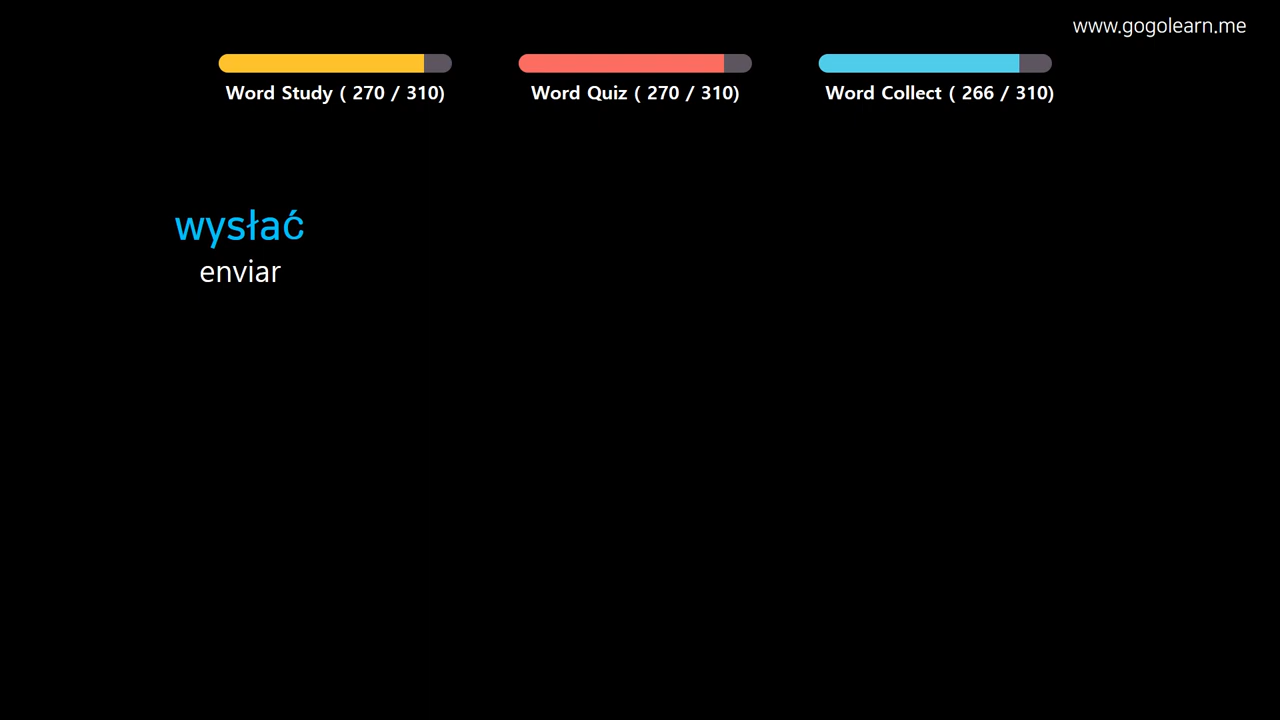 www.gogolearn.me
Word Study ( 270 / 310)
Word Quiz ( 270 / 310)
Word Collect ( 266 / 310)
wysłać
enviar